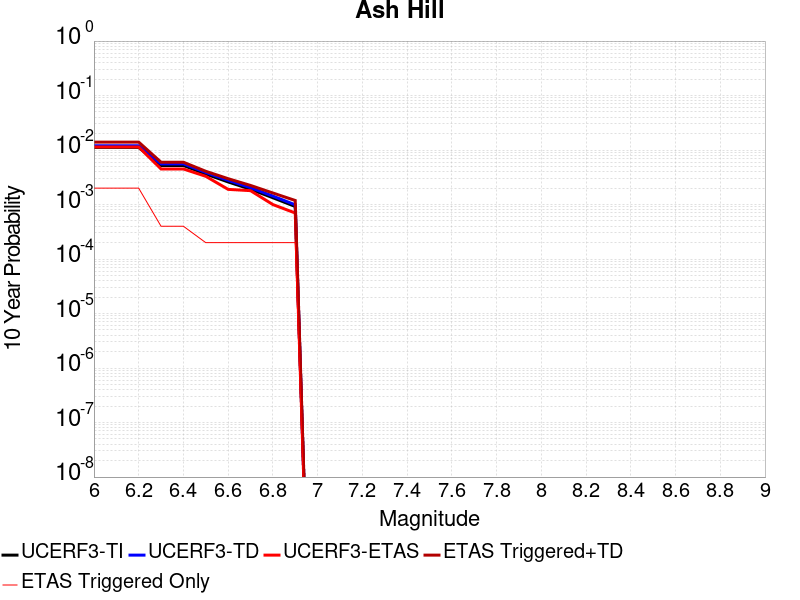 Ash Hill
10^0
10^-1
10^-2
10^-3
10^-4
10^-5
10^-6
10^-7
10^-8
10 Year Probability
6 6.2 6.4 6.6 6.8 7 7.2 7.4 7.6 7.8 8 8.2 8.4 8.6 8.8 9
Magnitude
UCERF3-TI UCERF3-TD UCERF3-ETAS ETAS Triggered+TD
ETAS Triggered Only